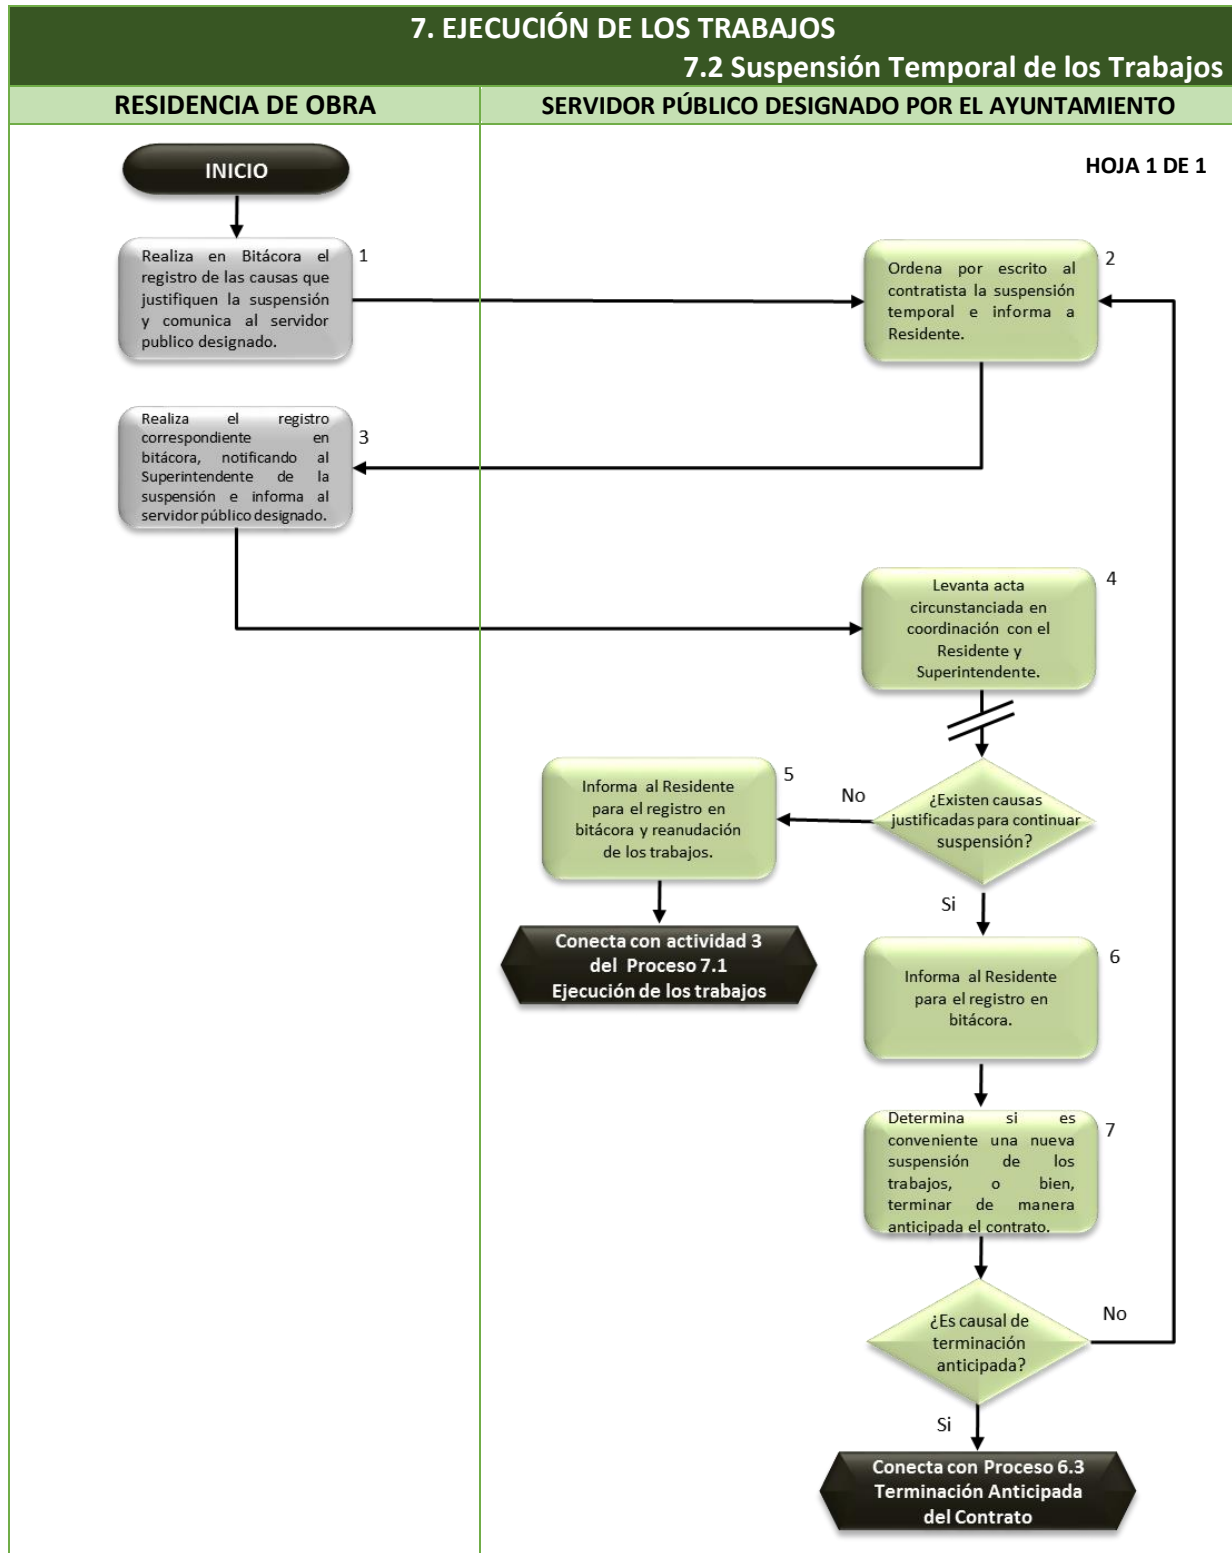 7. EJECUCIÓN DE LOS TRABAJOS
7.2 Suspensión Temporal de los Trabajos
RESIDENCIA DE OBRA
SERVIDOR PÚBLICO DESIGNADO POR EL AYUNTAMIENTO
HOJA 1 DE 1
INICIO
Realiza en Bitácora el
registro de las causas que
justifiquen la suspensión
y comunica al servidor
publico designado.
1
Ordena por escrito al
contratista la suspensión
temporal e informa a
Residente.
2
Realiza el registro
correspondiente en
bitácora, notificando al
Superintendente de la
suspensión e informa al
servidor público designado.
3
Levanta acta
circunstanciada en
coordinación con el
Residente y
Superintendente.
4
¿Existen causas
justificadas para continuar
suspensión?
No
Informa al Residente
para el registro en
bitácora y reanudación
de los trabajos.
5
Conecta con actividad 3
del Proceso 7.1
Ejecución de los trabajos
Si
Informa al Residente
para el registro en
bitácora.
6
Determina si es
conveniente una nueva
suspensión de los
trabajos, o bien,
terminar de manera
anticipada el contrato.
7
¿Es causal de
terminación
anticipada?
No
Si
Conecta con Proceso 6.3
Terminación Anticipada
del Contrato